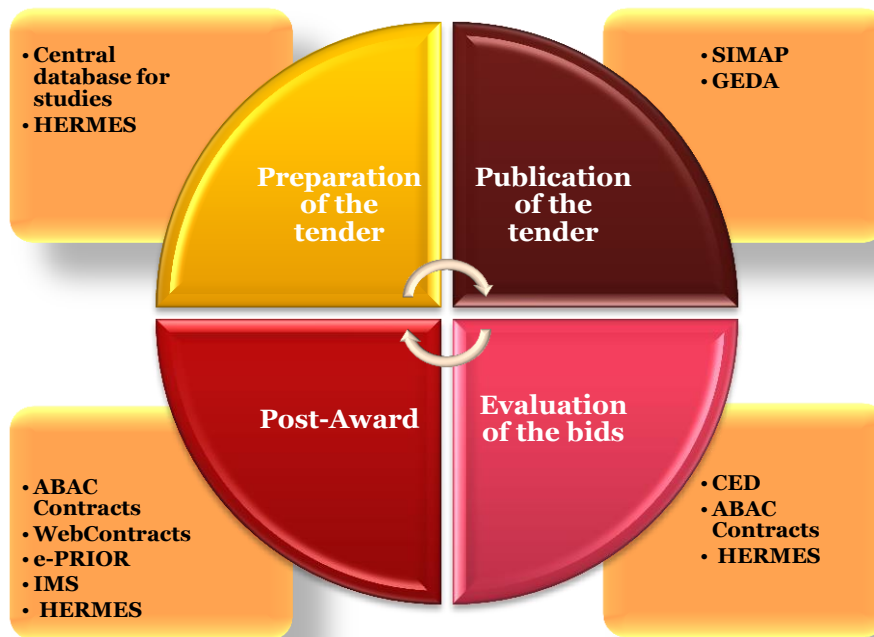 • Central
database for
studies
• HERMES
• SIMAP
• GEDA
Preparation
of the
tender
Publication
of the
tender
Post-Award
Evaluation
of the bids
• ABAC
Contracts
• WebContracts
• e-PRIOR
• IMS
• HERMES
• CED
• ABAC
Contracts
• HERMES